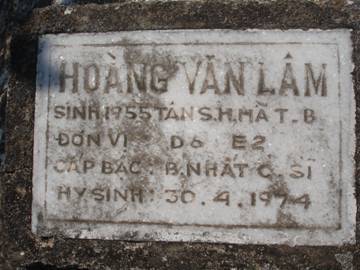 HOÀNG VĂN LÂM
SINH 1955 TÂN S.H.HÃ T-B
ĐƠN VỊ D6 E2
CẤP BẬC: B.NHẤT C-SĨ
HY SINH: 30.4.1974